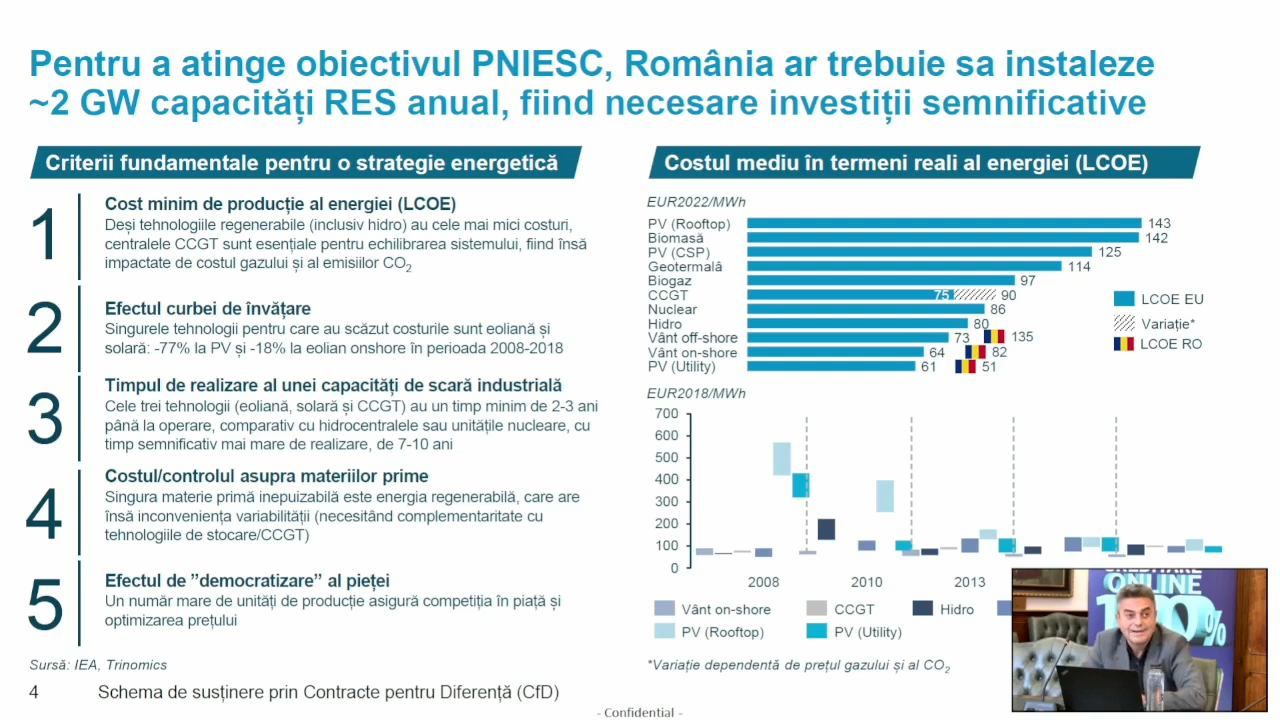 Pentru a atinge obiectivul PNIESC, România ar trebuie sa instaleze
~2 GW capacități RES anual, fiind necesare investiții semnificative
Criterii fundamentale pentru o strategie energetică
1
Cost minim de producție al energiei (LCOE)
Deși tehnologiile regenerabile (inclusiv hidro) au cele mai mici costuri,
centralele CCGT sunt esențiale pentru echilibrarea sistemului, fiind însă
impactate de costul gazului și al emisiilor CO2
2
Efectul curbei de învățare
Singurele tehnologii pentru care au scăzut costurile sunt eoliană și
solară: -77% la PV și -18% la eolian onshore în perioada 2008-2018
3
Timpul de realizare al unei capacități de scară industrială
Cele trei tehnologii (eoliană, solară și CCGT) au un timp minim de 2-3 ani
până la operare, comparativ cu hidrocentralele sau unitățile nucleare, cu
timp semnificativ mai mare de realizare, de 7-10 ani
4
Costul/controlul asupra materiilor prime
Singura materie primă inepuizabilă este energia regenerabilă, care are
însă inconveniența variabilității (necesitând complementaritate cu
tehnologiile de stocare/CCGT)
5
Efectul de ”democratizare” al pieței
Un număr mare de unități de producție asigură competiția în piață și
optimizarea prețului
Sursă: IEA, Trinomics
Costul mediu în termeni reali al energiei (LCOE)
EUR2022/MWh
PV (Rooftop) 143
Biomasă 142
PV (CSP) 125
Geotermală 114
Biogaz 97
CCGT 75 90
Nuclear 86
Hidro 80
Vânt off-shore 73 135
Vânt on-shore 64 82
PV (Utility) 61 51
LCOE EU
Variație*
LCOE RO
EUR2018/MWh
700
600
500
400
300
200
100
0
2008 2010 2013
Vânt on-shore CCGT Hidro
PV (Rooftop) PV (Utility)
*Variație dependentă de prețul gazului și al CO2
ONLINE
%
4 Schema de susținere prin Contracte pentru Diferență (CfD)
- Confidential -